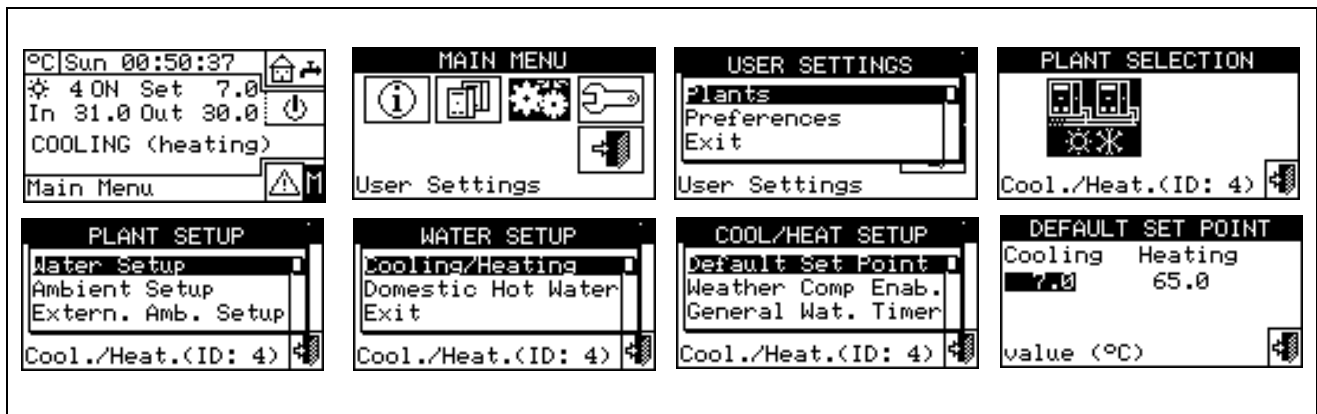 ºC Sun 00:50:37
4 ON Set 7.0
In 31.0 Out 30.0
COOLING (heating)
Main Menu M
MAIN MENU
User Settings
USER SETTINGS
Plants
Preferences
Exit
User Settings
PLANT SELECTION
Cool./Heat.(ID: 4)
PLANT SETUP
Water Setup
Ambient Setup
Extern. Amb. Setup
Cool./Heat.(ID: 4)
WATER SETUP
Cooling/Heating
Domestic Hot Water
Exit
Cool./Heat.(ID: 4)
COOL/HEAT SETUP
Default Set Point
Weather Comp Enab.
General Wat. Timer
Cool./Heat.(ID: 4)
DEFAULT SET POINT
Cooling Heating
7.0 65.0
value (ºC)